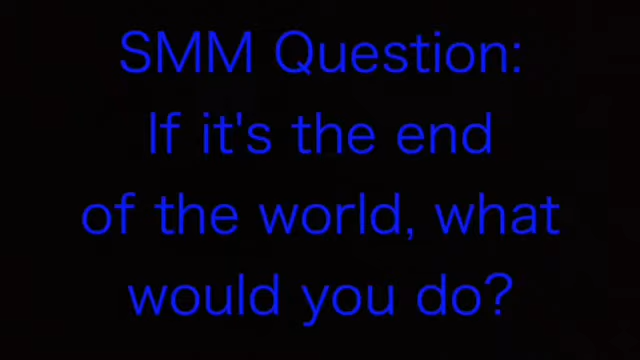 SMM Question:
If it's the end
of the world, what
would you do?